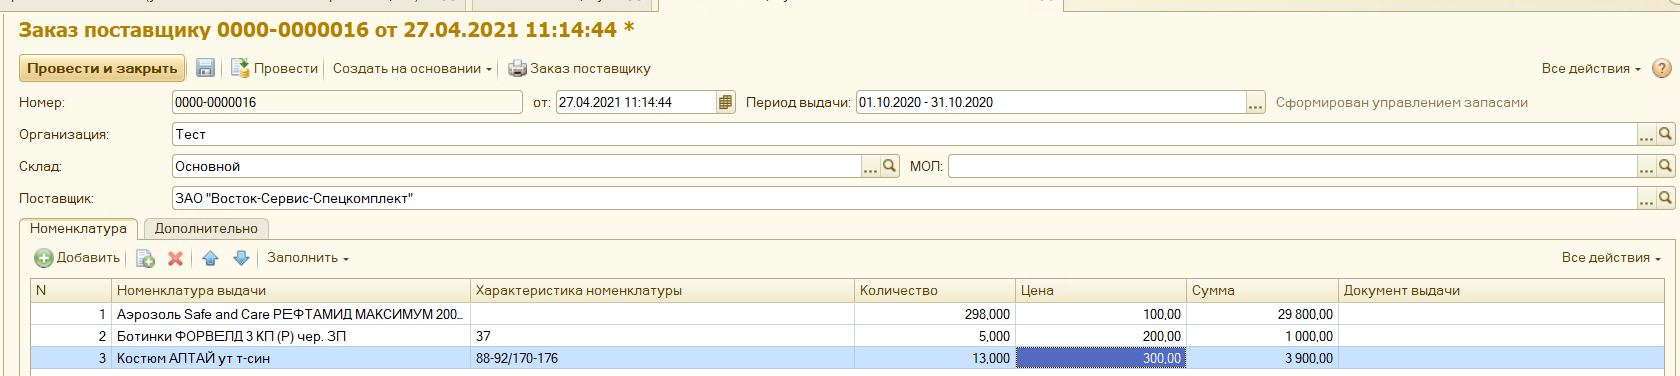 Заказ поставщику 0000-0000016 от 27.04.2021 11:14:44 *
Провести и закрыть Провести Создать на основании Заказ поставщику Все действия ?
Номер: 0000-0000016 от: 27.04.2021 11:14:44 Период выдачи: 01.10.2020 - 31.10.2020 ... Сформирован управлением запасами
Организация: Тест ...
Склад: Основной ... МОЛ: ...
Поставщик: ЗАО "Восток-Сервис-Спецкомплект" ...
Номенклатура Дополнительно
Добавить Заполнить Все действия
N Номенклатура выдачи Характеристика номенклатуры Количество Цена Сумма Документ выдачи
1 Аэрозоль Safe and Care РЕФТАМИД МАКСИМУМ 200... 298,000 100,00 29 800,00
2 Ботинки ФОРВЕЛД 3 КП (Р) чер. ЗП 37 5,000 200,00 1 000,00
3 Костюм АЛТАЙ ут т-син 88-92/170-176 13,000 300,00 3 900,00